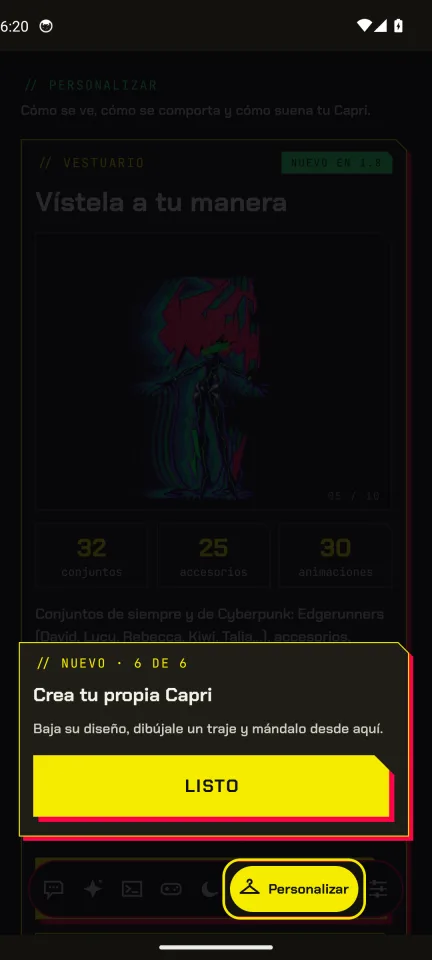 6:20
// PERSONALIZAR
Cómo se ve, cómo se comporta y cómo suena tu Capri.
// VESTUARIO
NUEVO EN 1.8
Vístela a tu manera
05 / 10
32
25
30
conjuntos
accesorios
animaciones
Conjuntos de siempre y de Cyberpunk: Edgerunners
(David, Lucy, Rebecca, Kiwi, Talia…), accesorios,
// NUEVO · 6 DE 6
Crea tu propia Capri
Baja su diseño, dibújale un traje y mándalo desde aquí.
LISTO
Personalizar